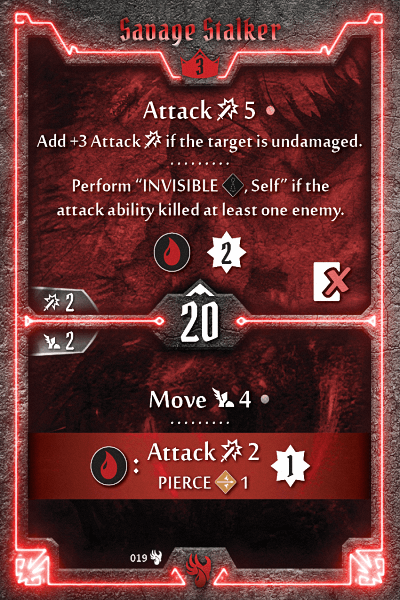 Savage Stalker
3
Attack 5
Add +3 Attack if the target is undamaged.
Perform “INVISIBLE , Self” if the
attack ability killed at least one enemy.
2
2
20
2
Move 4
: Attack 2
PIERCE 1
1
019